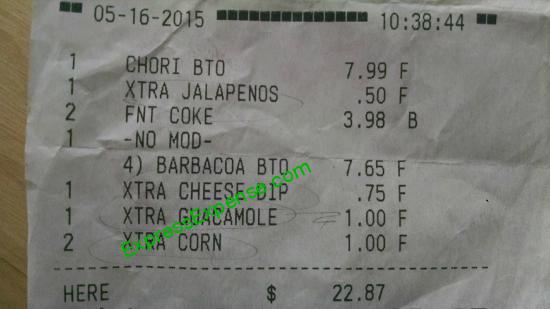 05-16-2015 10:38:44
1 CHORI BTO 7.99 F
1 XTRA JALAPENOS .50 F
2 FNT COKE 3.98 B
1 -NO MOD-
4) BARBACOA BTO 7.65 F
1 XTRA CHEESE DIP .75 F
1 XTRA GUACAMOLE 1.00 F
2 XTRA CORN 1.00 F
HERE $ 22.87
ExpressExpense.com